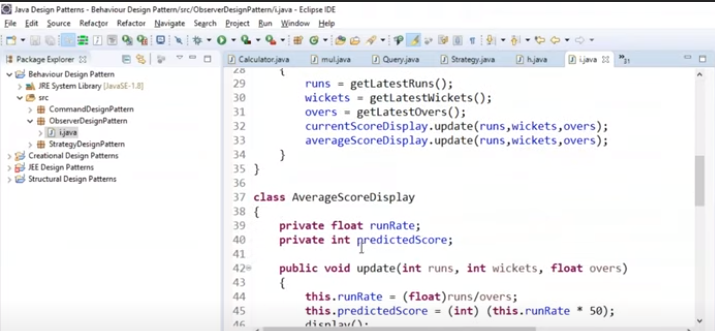 Java Design Patterns - Behaviour Design Pattern/src/ObserverDesignPattern/i.java - Eclipse IDE
File Edit Source Refactor Refactor Navigate Search Project Run Window Help
Package Explorer
Behaviour Design Pattern
JRE System Library [JavaSE-1.8]
src
CommandDesignPattern
ObserverDesignPattern
i.java
StrategyDesignPattern
Creational Design Patterns
JEE Design Patterns
Structural Design Patterns
Calculator.java mul.java Query.java Strategy.java h.java i.java
28 {
29 runs = getLatestRuns();
30 wickets = getLatestWickets();
31 overs = getLatestOvers();
32 currentScoreDisplay.update(runs,wickets,overs);
33 averageScoreDisplay.update(runs,wickets,overs);
34 }
35 }
36
37 class AverageScoreDisplay
38 {
39 private float runRate;
40 private int predictedScore;
41
42 public void update(int runs, int wickets, float overs)
43 {
44 this.runRate = (float)runs/overs;
45 this.predictedScore = (int) (this.runRate * 50);
46 display();